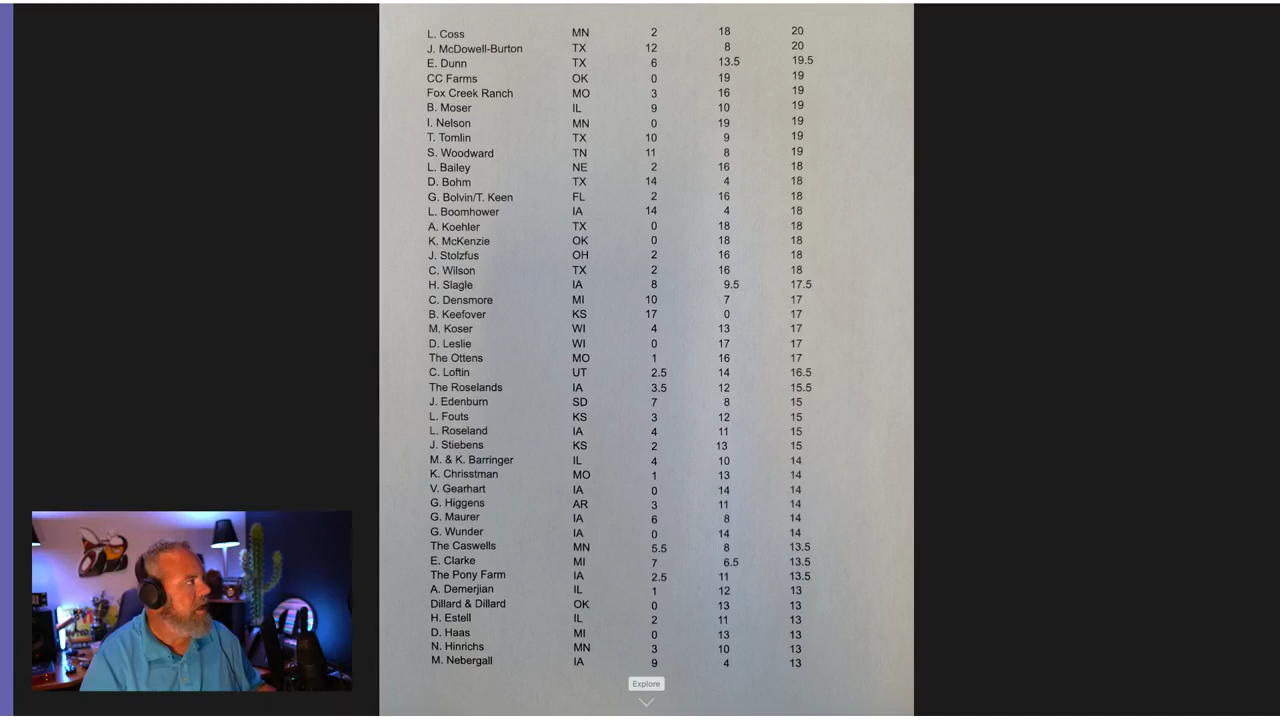 L. Coss MN 2 18 20
J. McDowell-Burton TX 12 8 20
E. Dunn TX 6 13.5 19.5
CC Farms OK 0 19 19
Fox Creek Ranch MO 3 16 19
B. Moser IL 9 10 19
I. Nelson MN 0 19 19
T. Tomlin TX 10 9 19
S. Woodward TN 11 8 19
L. Bailey NE 2 16 18
D. Bohm TX 14 4 18
G. Bolvin/T. Keen FL 2 16 18
L. Boomhower IA 14 4 18
A. Koehler TX 0 18 18
K. McKenzie OK 0 18 18
J. Stolzfus OH 2 16 18
C. Wilson TX 2 16 18
H. Slagle IA 8 9.5 17.5
C. Densmore MI 10 7 17
B. Keefover KS 17 0 17
M. Koser WI 4 13 17
D. Leslie WI 0 17 17
The Ottens MO 1 16 17
C. Loftin UT 2.5 14 16.5
The Roselands IA 3.5 12 15.5
J. Edenburn SD 7 8 15
L. Fouts KS 3 12 15
L. Roseland IA 4 11 15
J. Stiebens KS 2 13 15
M. & K. Barringer IL 4 10 14
K. Chrisstman MO 1 13 14
V. Gearhart IA 0 14 14
G. Higgens AR 3 11 14
G. Maurer IA 6 8 14
G. Wunder IA 0 14 14
The Caswells MN 5.5 8 13.5
E. Clarke MI 7 6.5 13.5
The Pony Farm IA 2.5 11 13.5
A. Demerjian IL 1 12 13
Dillard & Dillard OK 0 13 13
H. Estell IL 2 11 13
D. Haas MI 0 13 13
N. Hinrichs MN 3 10 13
M. Nebergall IA 9 4 13
Explore